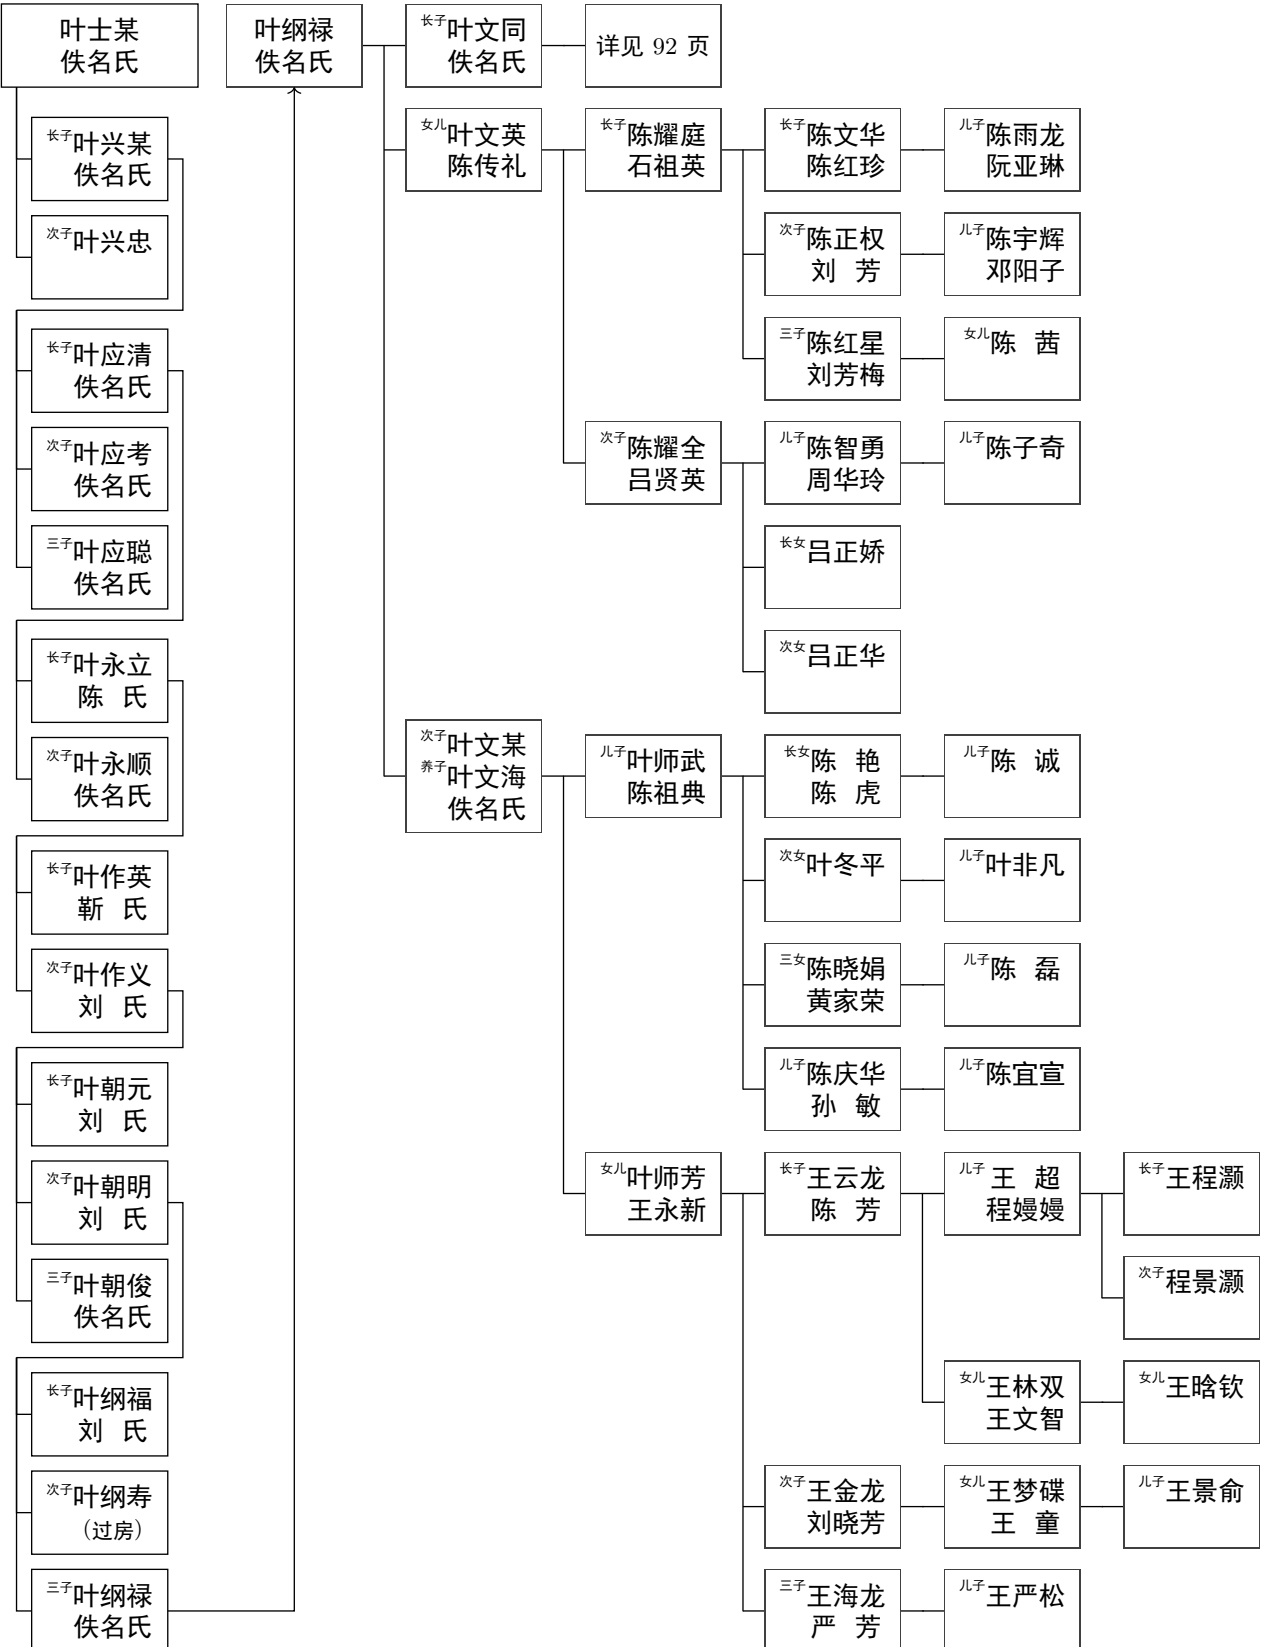 叶士某
佚名氏
长子叶兴某
佚名氏
次子叶兴忠
长子叶应清
佚名氏
次子叶应考
佚名氏
三子叶应聪
佚名氏
长子叶永立
陈 氏
次子叶永顺
佚名氏
长子叶作英
靳 氏
次子叶作义
刘 氏
长子叶朝元
刘 氏
次子叶朝明
刘 氏
三子叶朝俊
佚名氏
长子叶纲福
刘 氏
次子叶纲寿
（过房）
三子叶纲禄
佚名氏
叶纲禄
佚名氏
长子叶文同
佚名氏
详见 92 页
女儿叶文英
陈传礼
长子陈耀庭
石祖英
长子陈文华
陈红珍
儿子陈雨龙
阮亚琳
次子陈正权
刘 芳
儿子陈宇辉
邓阳子
三子陈红星
刘芳梅
女儿陈 茜
次子陈耀全
吕贤英
儿子陈智勇
周华玲
儿子陈子奇
长女吕正娇
次女吕正华
次子叶文某
养子叶文海
佚名氏
儿子叶师武
陈祖典
长女陈 艳
陈 虎
儿子陈 诚
次女叶冬平
儿子叶非凡
三女陈晓娟
黄家荣
儿子陈 磊
儿子陈庆华
孙 敏
儿子陈宜宣
女儿叶师芳
王永新
长子王云龙
陈 芳
儿子王 超
程嫚嫚
长子王程灏
次子程景灏
女儿王林双
王文智
女儿王晗钦
次子王金龙
刘晓芳
女儿王梦碟
王 童
儿子王景俞
三子王海龙
严 芳
儿子王严松